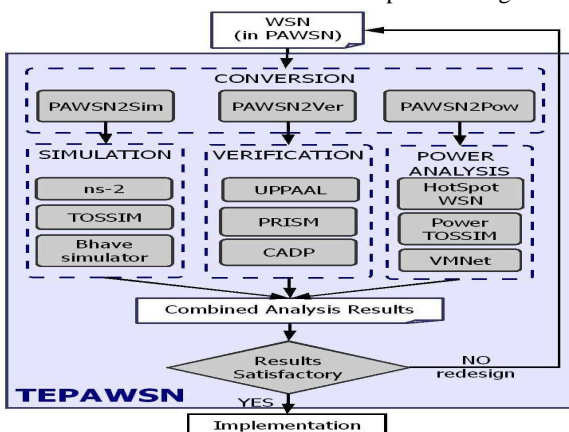 WSN
(in PAWSN)
CONVERSION
PAWSN2Sim
PAWSN2Ver
PAWSN2Pow
SIMULATION
ns-2
TOSSIM
Bhave
simulator
VERIFICATION
UPPAAL
PRISM
CADP
POWER
ANALYSIS
HotSpot
WSN
Power
TOSSIM
VMNet
Combined Analysis Results
Results
Satisfactory
NO
redesign
TEPAWSN
YES
Implementation